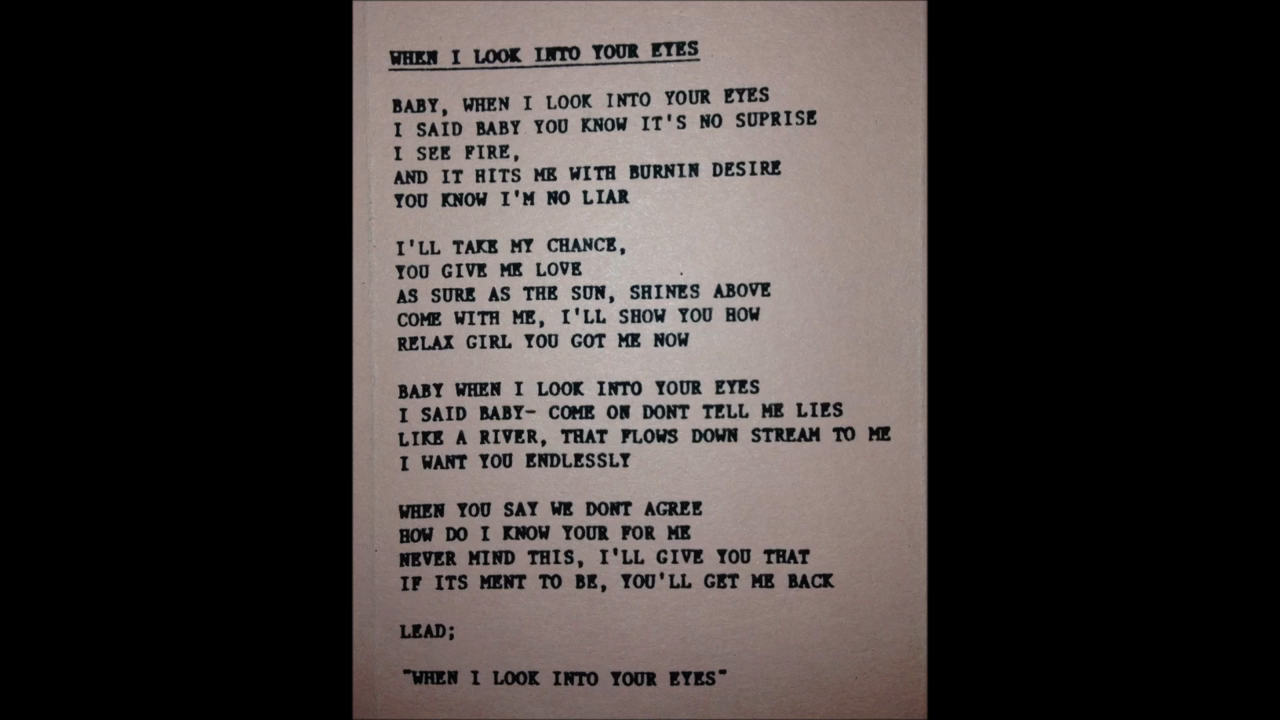 WHEN I LOOK INTO YOUR EYES
BABY, WHEN I LOOK INTO YOUR EYES
I SAID BABY YOU KNOW IT'S NO SUPRISE
I SEE FIRE,
AND IT HITS ME WITH BURNIN DESIRE
YOU KNOW I'M NO LIAR
I'LL TAKE MY CHANCE,
YOU GIVE ME LOVE
AS SURE AS THE SUN, SHINES ABOVE
COME WITH ME, I'LL SHOW YOU HOW
RELAX GIRL YOU GOT ME NOW
BABY WHEN I LOOK INTO YOUR EYES
I SAID BABY- COME ON DONT TELL ME LIES
LIKE A RIVER, THAT FLOWS DOWN STREAM TO ME
I WANT YOU ENDLESSLY
WHEN YOU SAY WE DONT AGREE
HOW DO I KNOW YOUR FOR ME
NEVER MIND THIS, I'LL GIVE YOU THAT
IF ITS MENT TO BE, YOU'LL GET ME BACK
LEAD;
"WHEN I LOOK INTO YOUR EYES"